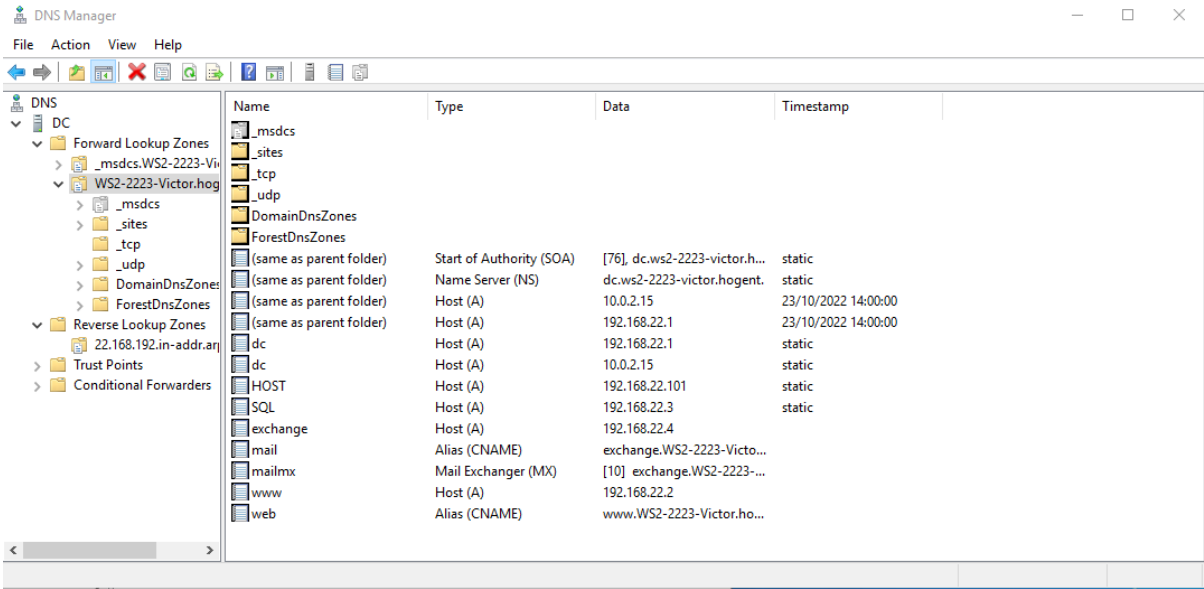 DNS Manager
File Action View Help
DNS
DC
Forward Lookup Zones
_msdcs.WS2-2223-Vi
WS2-2223-Victor.hog
_msdcs
_sites
_tcp
_udp
DomainDnsZones
ForestDnsZones
Reverse Lookup Zones
22.168.192.in-addr.ar
Trust Points
Conditional Forwarders
Name Type Data Timestamp
_msdcs
_sites
_tcp
_udp
DomainDnsZones
ForestDnsZones
(same as parent folder) Start of Authority (SOA) [76], dc.ws2-2223-victor.h... static
(same as parent folder) Name Server (NS) dc.ws2-2223-victor.hogent. static
(same as parent folder) Host (A) 10.0.2.15 23/10/2022 14:00:00
(same as parent folder) Host (A) 192.168.22.1 23/10/2022 14:00:00
dc Host (A) 192.168.22.1 static
dc Host (A) 10.0.2.15 static
HOST Host (A) 192.168.22.101 static
SQL Host (A) 192.168.22.3 static
exchange Host (A) 192.168.22.4
mail Alias (CNAME) exchange.WS2-2223-Victo...
mailmx Mail Exchanger (MX) [10] exchange.WS2-2223-...
www Host (A) 192.168.22.2
web Alias (CNAME) www.WS2-2223-Victor.ho...